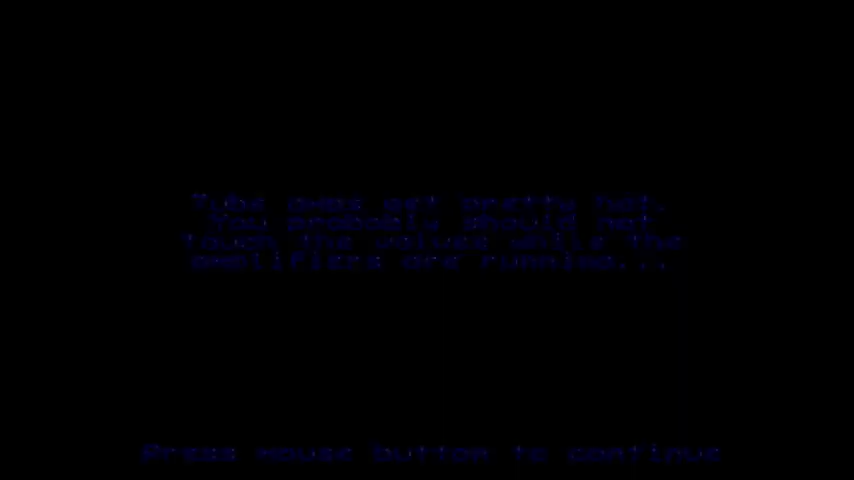 Tube amps get pretty hot.
You probably should not
touch the valves while the
amplifiers are running...
Press mouse button to continue